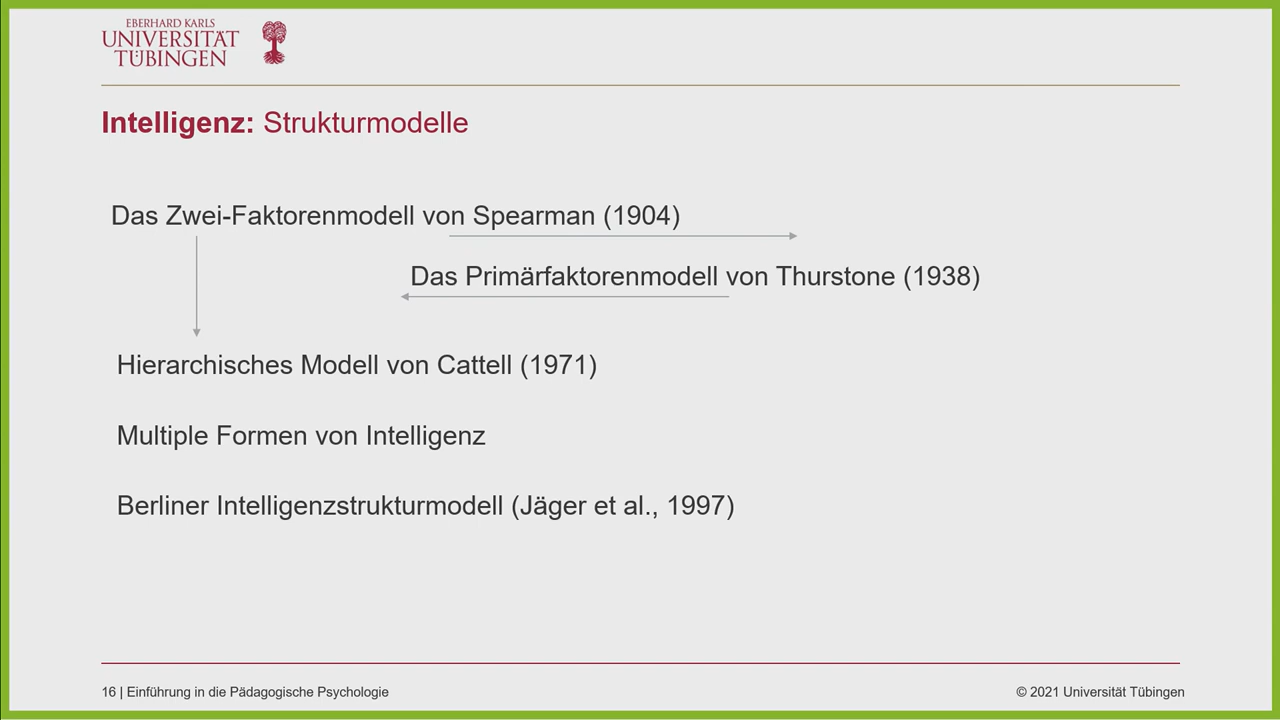 EBERHARD KARLS
UNIVERSITÄT
TÜBINGEN
Intelligenz: Strukturmodelle
Das Zwei-Faktorenmodell von Spearman (1904)
Das Primärfaktorenmodell von Thurstone (1938)
Hierarchisches Modell von Cattell (1971)
Multiple Formen von Intelligenz
Berliner Intelligenzstrukturmodell (Jäger et al., 1997)
16 | Einführung in die Pädagogische Psychologie
© 2021 Universität Tübingen